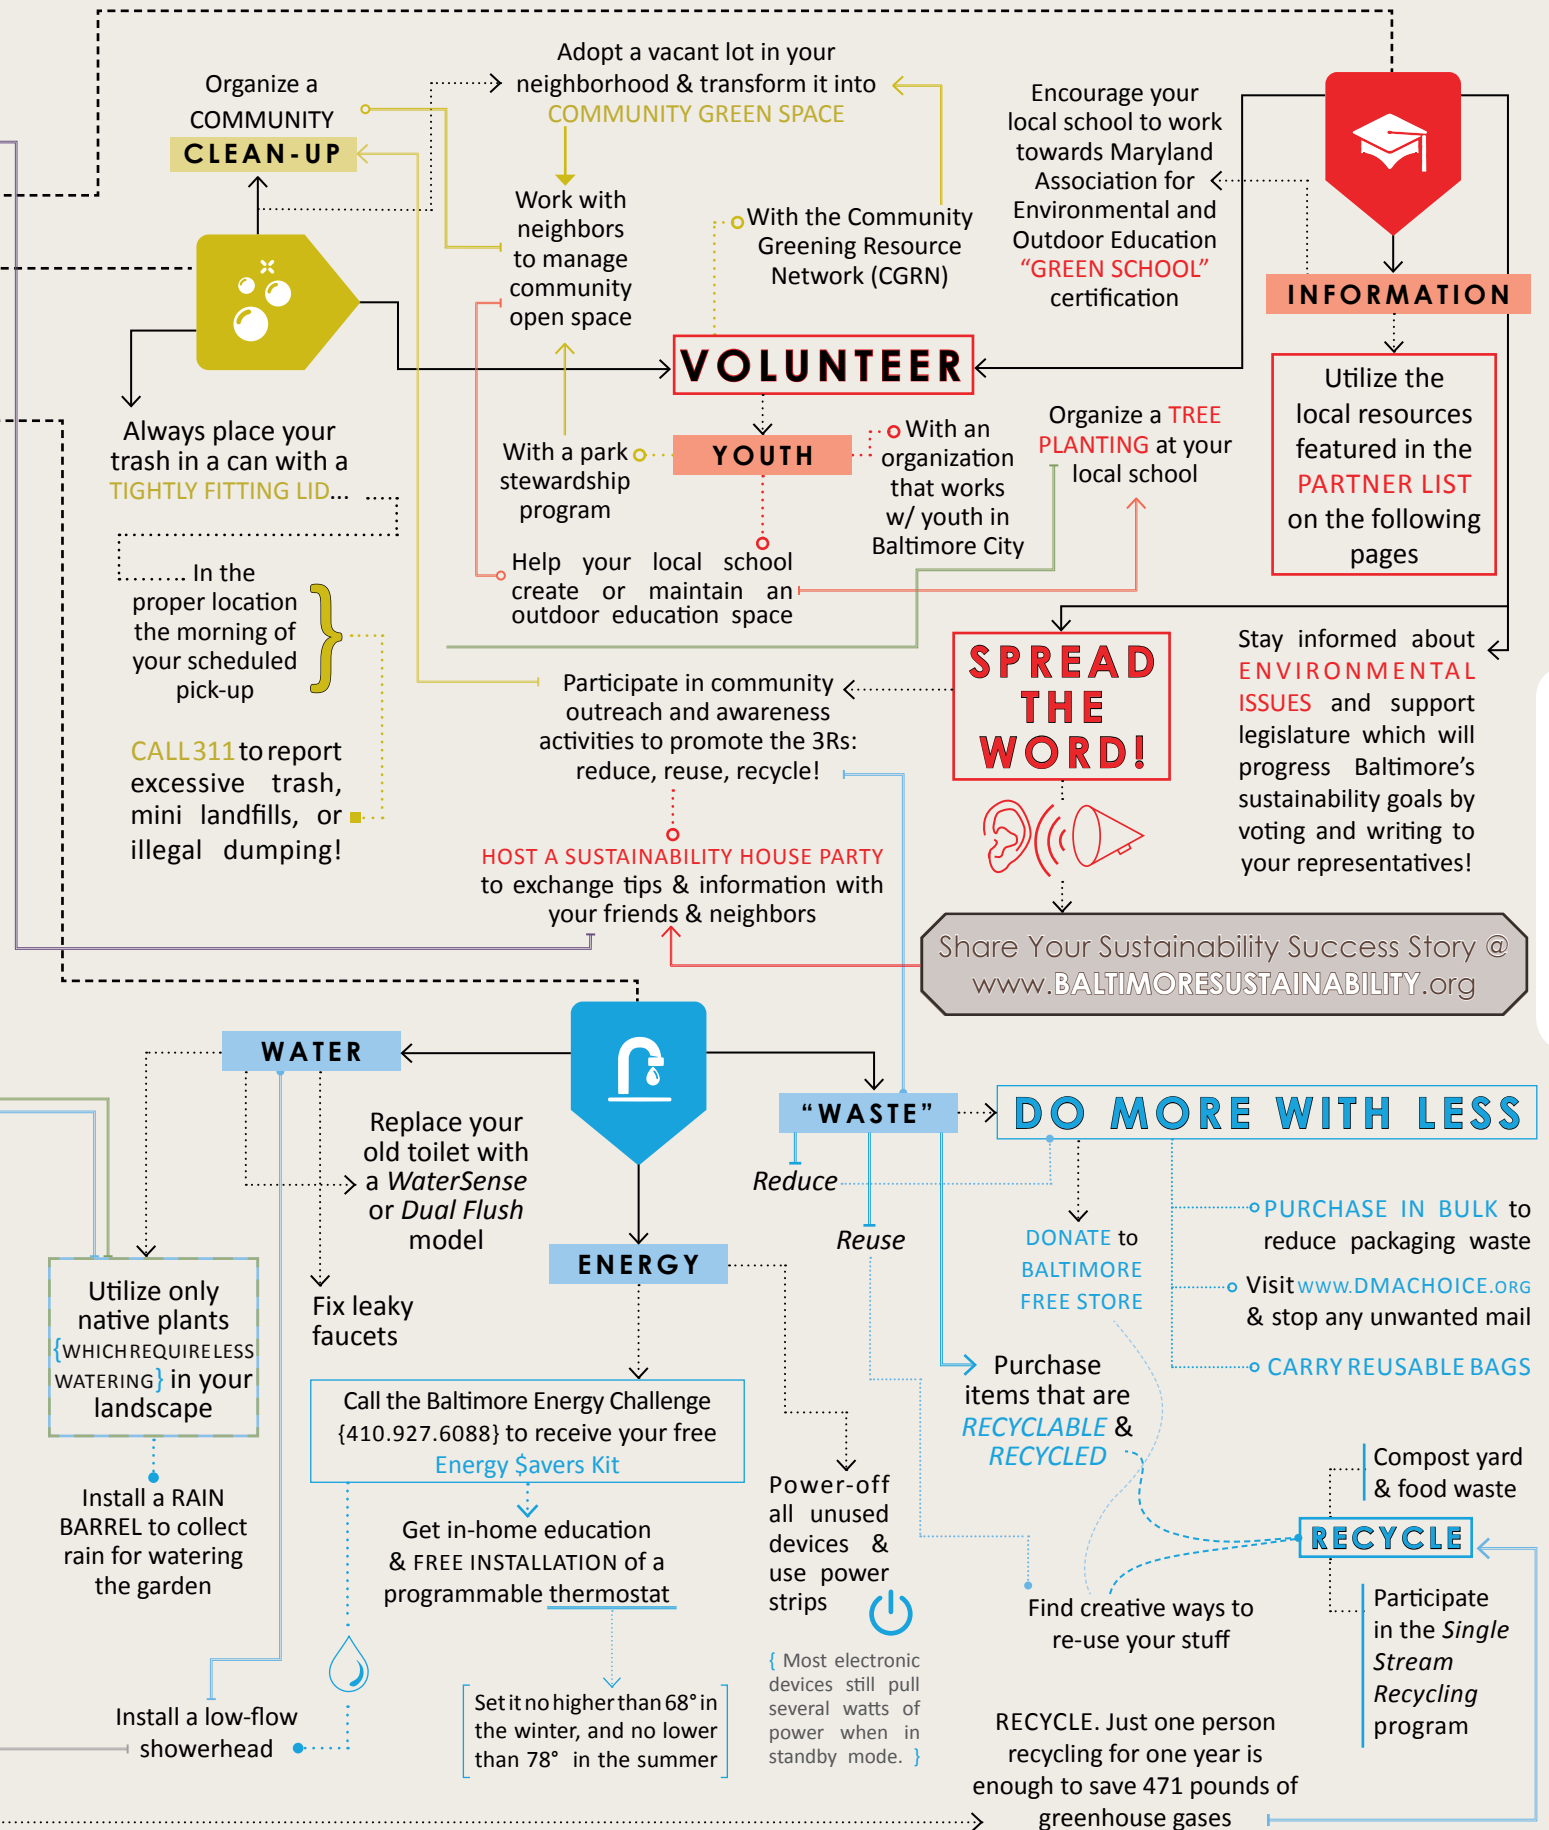 Organize a
COMMUNITY
CLEAN-UP
Adopt a vacant lot in your
neighborhood & transform it into
COMMUNITY GREEN SPACE
Work with
neighbors
to manage
community
open space
With the Community
Greening Resource
Network (CGRN)
Encourage your
local school to work
towards Maryland
Association for
Environmental and
Outdoor Education
“GREEN SCHOOL”
certification
INFORMATION
Utilize the
local resources
featured in the
PARTNER LIST
on the following
pages
VOLUNTEER
YOUTH
With a park
stewardship
program
With an
organization
that works
w/ youth in
Baltimore City
Organize a TREE
PLANTING at your
local school
Help your local school
create or maintain an
outdoor education space
Always place your
trash in a can with a
TIGHTLY FITTING LID...
........ In the
proper location
the morning of
your scheduled
pick-up
CALL 311 to report
excessive trash,
mini landfills, or
illegal dumping!
Participate in community
outreach and awareness
activities to promote the 3Rs:
reduce, reuse, recycle!
HOST A SUSTAINABILITY HOUSE PARTY
to exchange tips & information with
your friends & neighbors
SPREAD
THE
WORD!
Stay informed about
ENVIRONMENTAL
ISSUES and support
legislature which will
progress Baltimore’s
sustainability goals by
voting and writing to
your representatives!
Share Your Sustainability Success Story @
www.BALTIMORESUSTAINABILITY.org
WATER
Replace your
old toilet with
a WaterSense
or Dual Flush
model
Fix leaky
faucets
Utilize only
native plants
{WHICH REQUIRE LESS
WATERING} in your
landscape
Install a RAIN
BARREL to collect
rain for watering
the garden
Install a low-flow
showerhead
ENERGY
Call the Baltimore Energy Challenge
{410.927.6088} to receive your free
Energy $avers Kit
Get in-home education
& FREE INSTALLATION of a
programmable thermostat
Set it no higher than 68° in
the winter, and no lower
than 78° in the summer
Power-off
all unused
devices &
use power
strips
{ Most electronic
devices still pull
several watts of
power when in
standby mode. }
“WASTE”
DO MORE WITH LESS
Reduce
Reuse
DONATE to
BALTIMORE
FREE STORE
PURCHASE IN BULK to
reduce packaging waste
Visit WWW.DMACHOICE.ORG
& stop any unwanted mail
CARRY REUSABLE BAGS
Purchase
items that are
RECYCLABLE &
RECYCLED
Compost yard
& food waste
RECYCLE
Participate
in the Single
Stream
Recycling
program
Find creative ways to
re-use your stuff
RECYCLE. Just one person
recycling for one year is
enough to save 471 pounds of
greenhouse gases